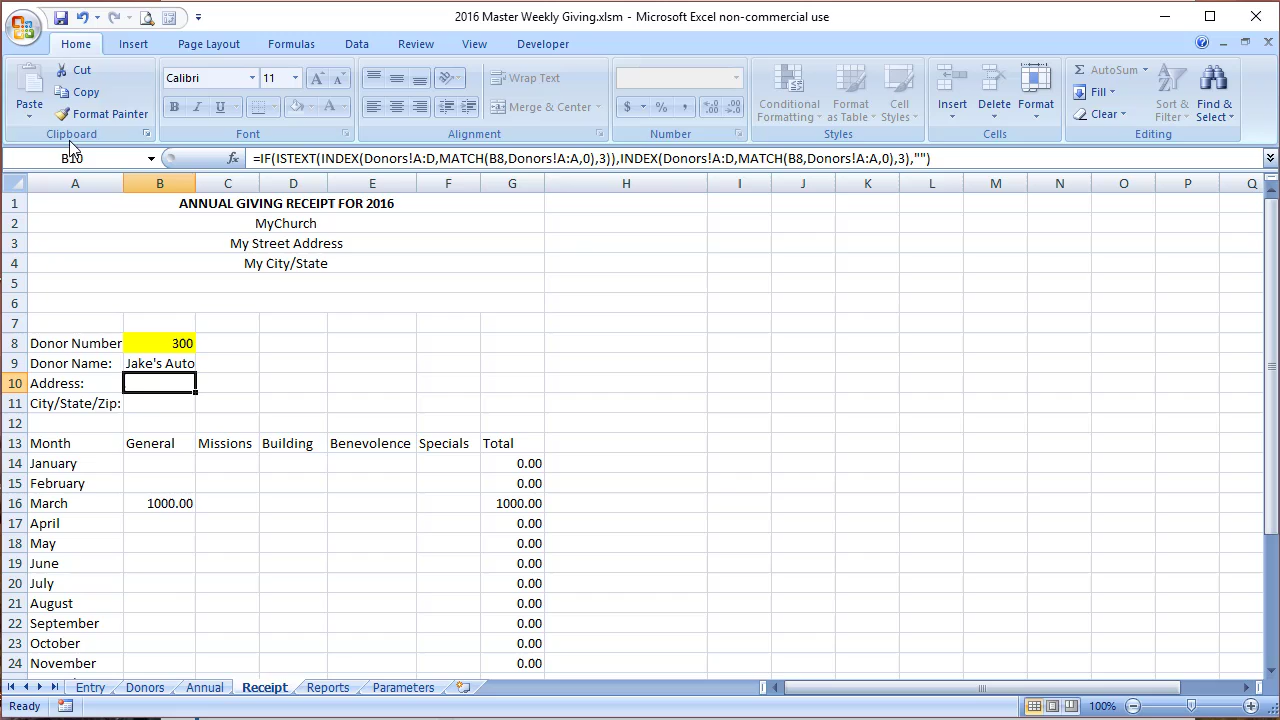 2016 Master Weekly Giving.xlsm - Microsoft Excel non-commercial use
Home Insert Page Layout Formulas Data Review View Developer
Paste Cut Copy Format Painter Clipboard
Calibri 11 B I U Font
Wrap Text Merge & Center Alignment
$ % , Number
Conditional Formatting Format as Table Cell Styles Styles
Insert Delete Format Cells
AutoSum Fill Clear Sort & Filter Find & Select Editing
B10 fx =IF(ISTEXT(INDEX(Donors!A:D,MATCH(B8,Donors!A:A,0),3)),INDEX(Donors!A:D,MATCH(B8,Donors!A:A,0),3),"")
A B C D E F G H I J K L M N O P Q
1 ANNUAL GIVING RECEIPT FOR 2016
2 MyChurch
3 My Street Address
4 My City/State
5
6
7
8 Donor Number 300
9 Donor Name: Jake's Auto
10 Address:
11 City/State/Zip:
12
13 Month General Missions Building Benevolence Specials Total
14 January 0.00
15 February 0.00
16 March 1000.00 1000.00
17 April 0.00
18 May 0.00
19 June 0.00
20 July 0.00
21 August 0.00
22 September 0.00
23 October 0.00
24 November 0.00
Entry Donors Annual Receipt Reports Parameters
Ready 100%